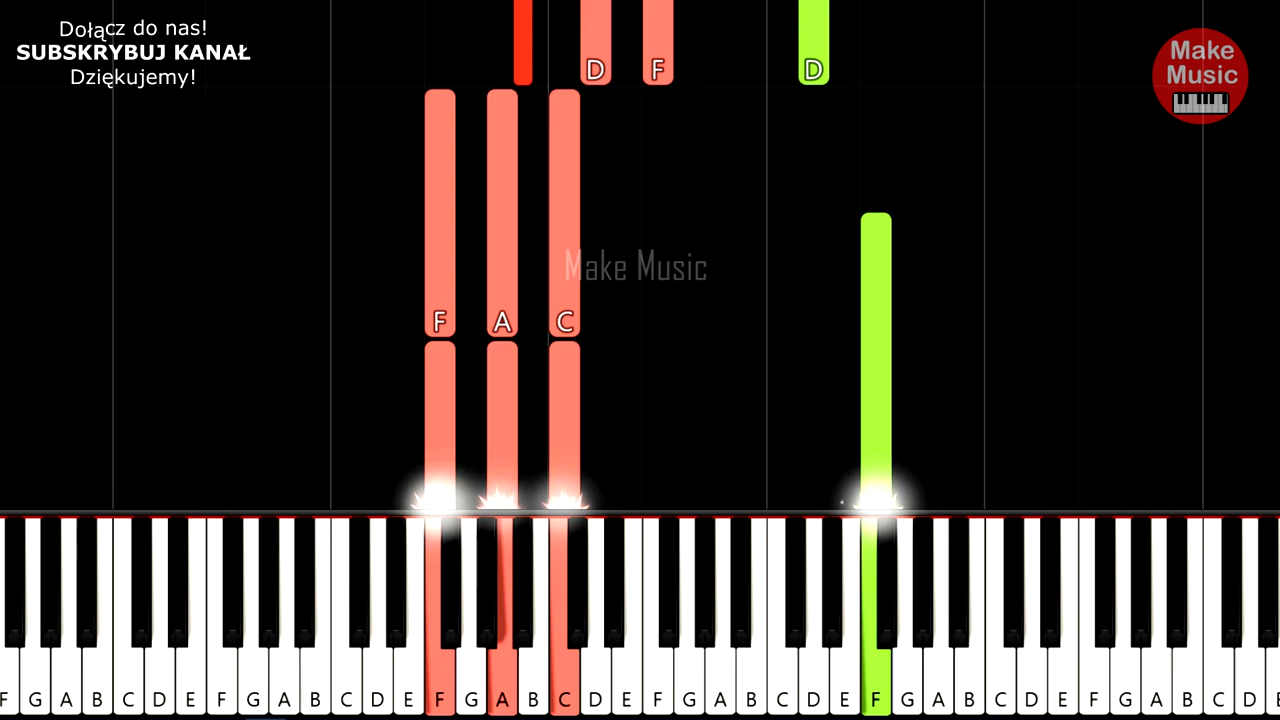 Dołącz do nas!
SUBSKRYBUJ KANAŁ
Dziękujemy!
Make
Music
D F D
Make Music
F A C
F G A B C D E F G A B C D E F G A B C D E F G A B C D E F G A B C D E F G A B C D E